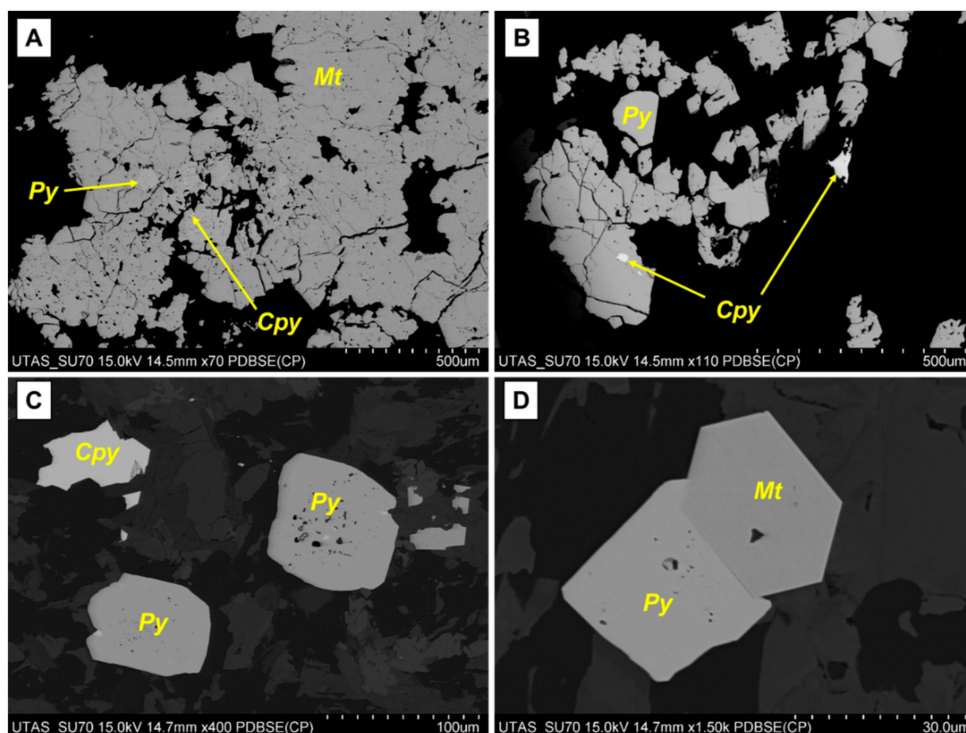 A
Mt
Py
Cpy
UTAS_SU70 15.0kV 14.5mm x70 PDBSE(CP) 500um
B
Py
Cpy
UTAS_SU70 15.0kV 14.5mm x110 PDBSE(CP) 500um
C
Cpy
Py
Py
UTAS_SU70 15.0kV 14.7mm x400 PDBSE(CP) 100um
D
Mt
Py
UTAS_SU70 15.0kV 14.7mm x1.50k PDBSE(CP) 30.0um